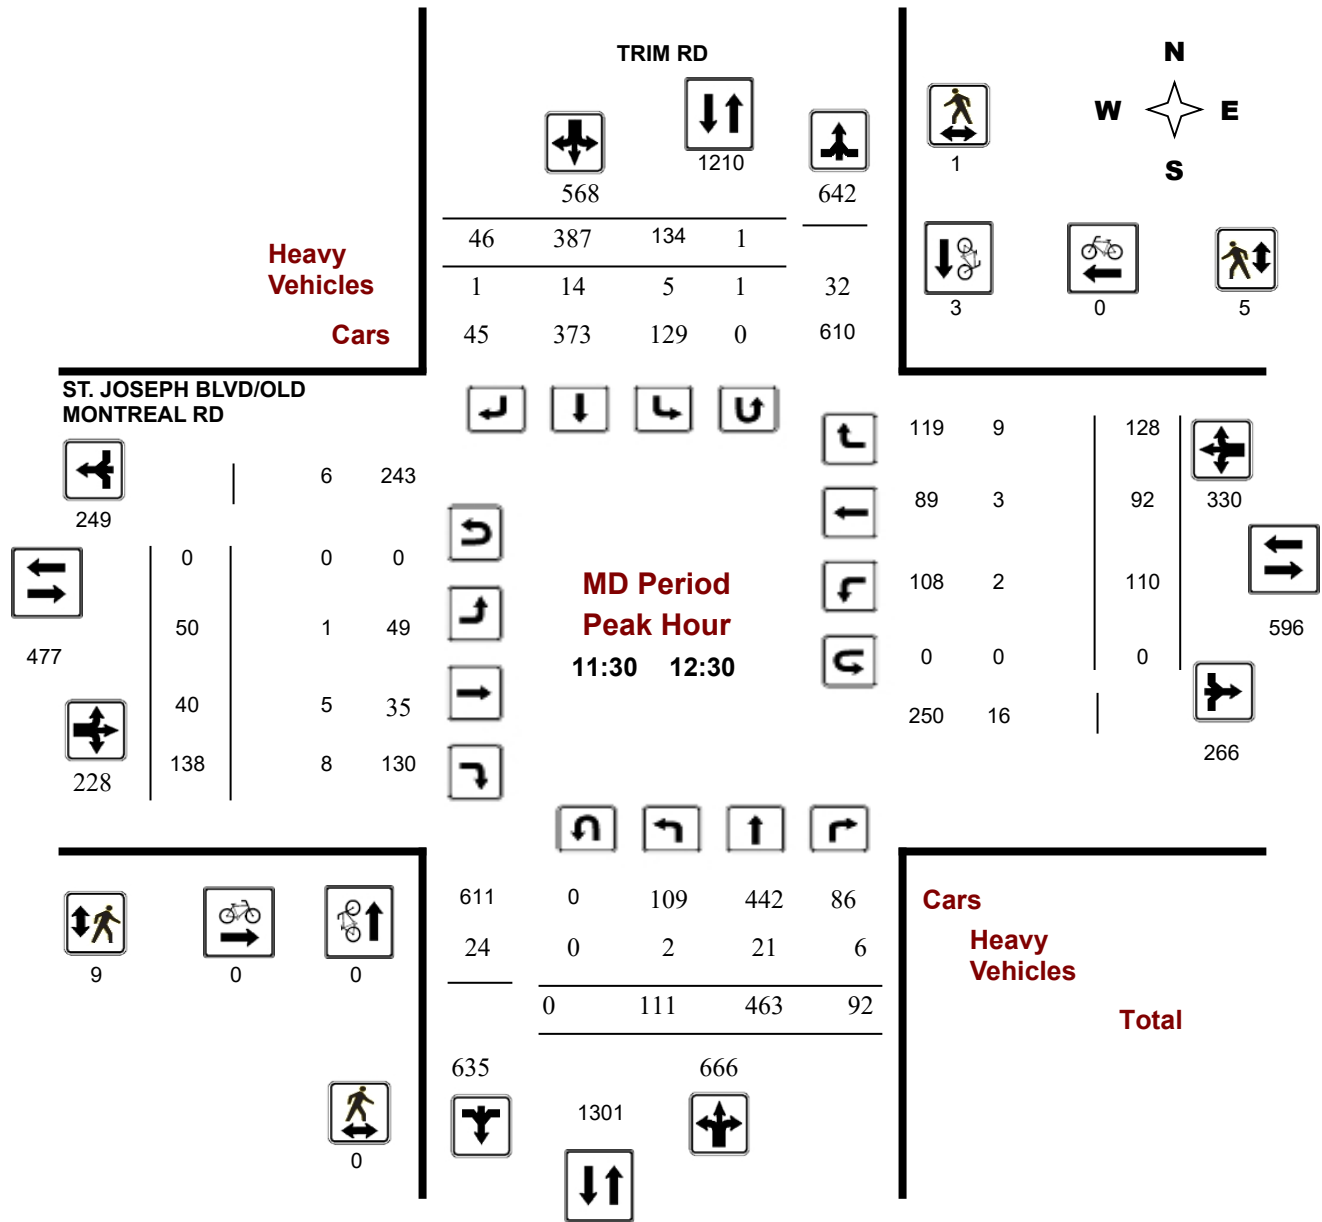 TRIM RD
N
W E
S
1210
1
568
642
46 387 134 1
Heavy
Vehicles
1 14 5 1 32
3 0 5
Cars
45 373 129 0 610
ST. JOSEPH BLVD/OLD
MONTREAL RD
119 9 128
6 243
89 3 92 330
249
0 0 0
MD Period
108 2 110
Peak Hour
50 1 49
596
477
11:30 12:30
0 0 0
40 5 35
250 16
266
138 8 130
228
611 0 109 442 86
Cars
24 0 2 21 6
Heavy
Vehicles
9 0 0
0 111 463 92
Total
635 666
1301
0